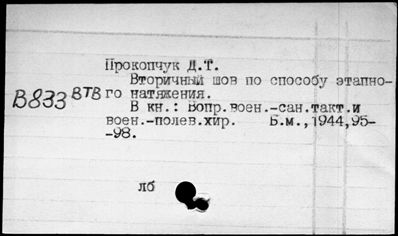 Прокопчук Д.Т.
Вторичный шов по способу этапно-
го натяжения.
В833 ВТВ
В кн.: Вопр.воен.-сан.такт.и
воен.-полев.хир. Б.м.,1944,95-
-98.
лб